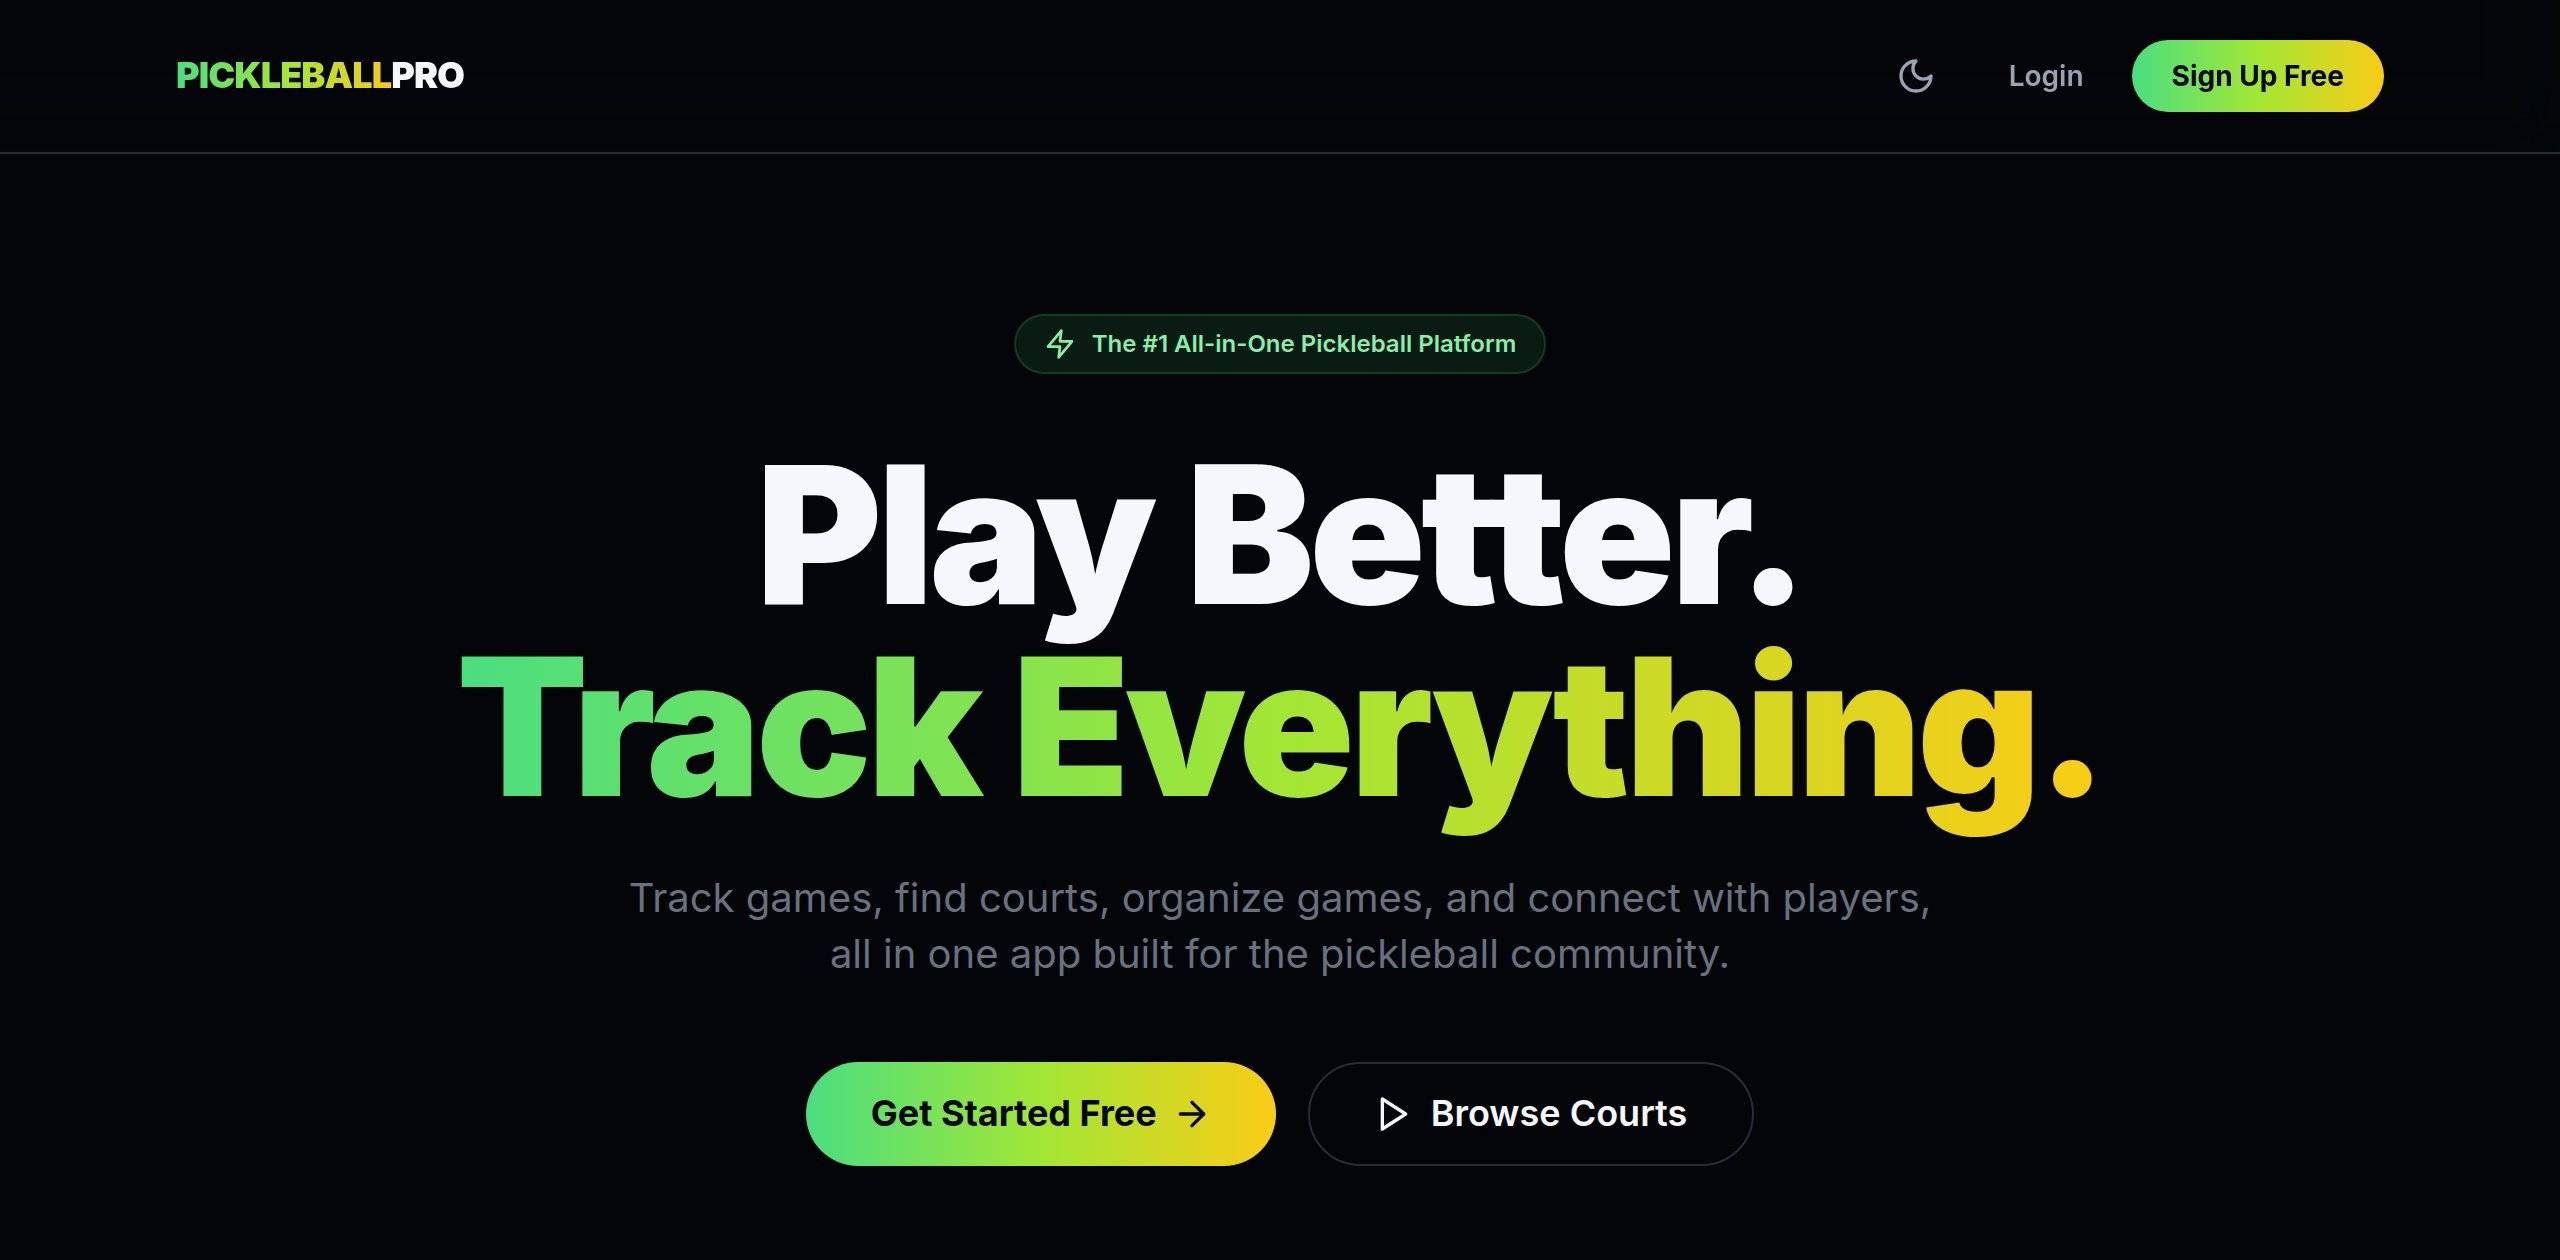 PICKLEBALLPRO
Login
Sign Up Free
The #1 All-in-One Pickleball Platform
Play Better.
Track Everything.
Track games, find courts, organize games, and connect with players,
all in one app built for the pickleball community.
Get Started Free
Browse Courts